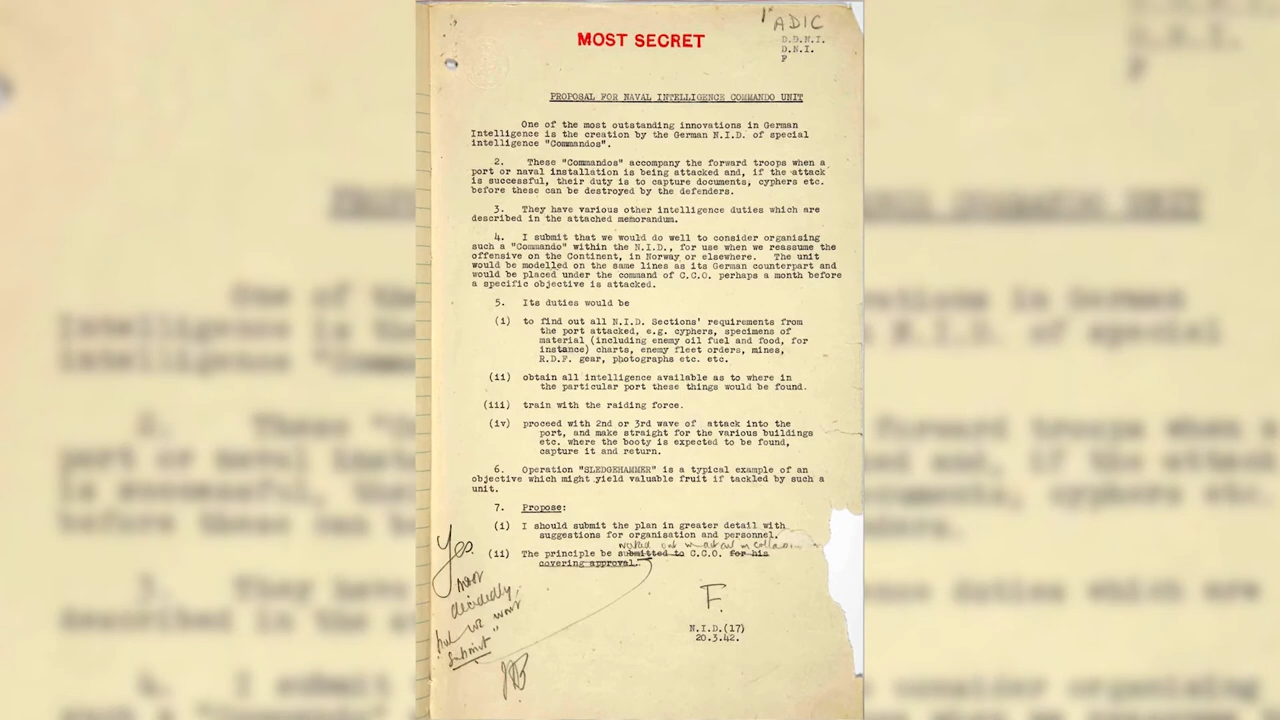 1st ADIC
MOST SECRET
D.D.N.I.
D.N.I.
F
PROPOSAL FOR NAVAL INTELLIGENCE COMMANDO UNIT
One of the most outstanding innovations in German
Intelligence is the creation by the German N.I.D. of special
intelligence "Commandos".
2. These "Commandos" accompany the forward troops when a
port or naval installation is being attacked and, if the attack
is successful, their duty is to capture documents, cyphers etc.
before these can be destroyed by the defenders.
3. They have various other intelligence duties which are
described in the attached memorandum.
4. I submit that we would do well to consider organising
such a "Commando" within the N.I.D., for use when we reassume the
offensive on the Continent, in Norway or elsewhere. The unit
would be modelled on the same lines as its German counterpart and
would be placed under the command of C.C.O. perhaps a month before
a specific objective is attacked.
5. Its duties would be
(i) to find out all N.I.D. Sections' requirements from
the port attacked, e.g. cyphers, specimens of
material (including enemy oil fuel and food, for
instance) charts, enemy fleet orders, mines,
R.D.F. gear, photographs etc. etc.
(ii) obtain all intelligence available as to where in
the particular port these things would be found.
(iii) train with the raiding force.
(iv) proceed with 2nd or 3rd wave of attack into the
port, and make straight for the various buildings
etc. where the booty is expected to be found,
capture it and return.
6. Operation "SLEDGEHAMMER" is a typical example of an
objective which might yield valuable fruit if tackled by such a
unit.
7. Propose:
(i) I should submit the plan in greater detail with
suggestions for organisation and personnel.
worked out
(ii) The principle be submitted to C.C.O. for his
covering approval.
Yes.
most
decidedly
but we wont
"submit"
F.
N.I.D.(17)
20.3.42.